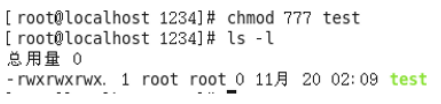 [root@localhost 1234]# chmod 777 test
[root@localhost 1234]# ls -l
总用量 0
-rwxrwxrwx. 1 root root 0 11月 20 02:09 test